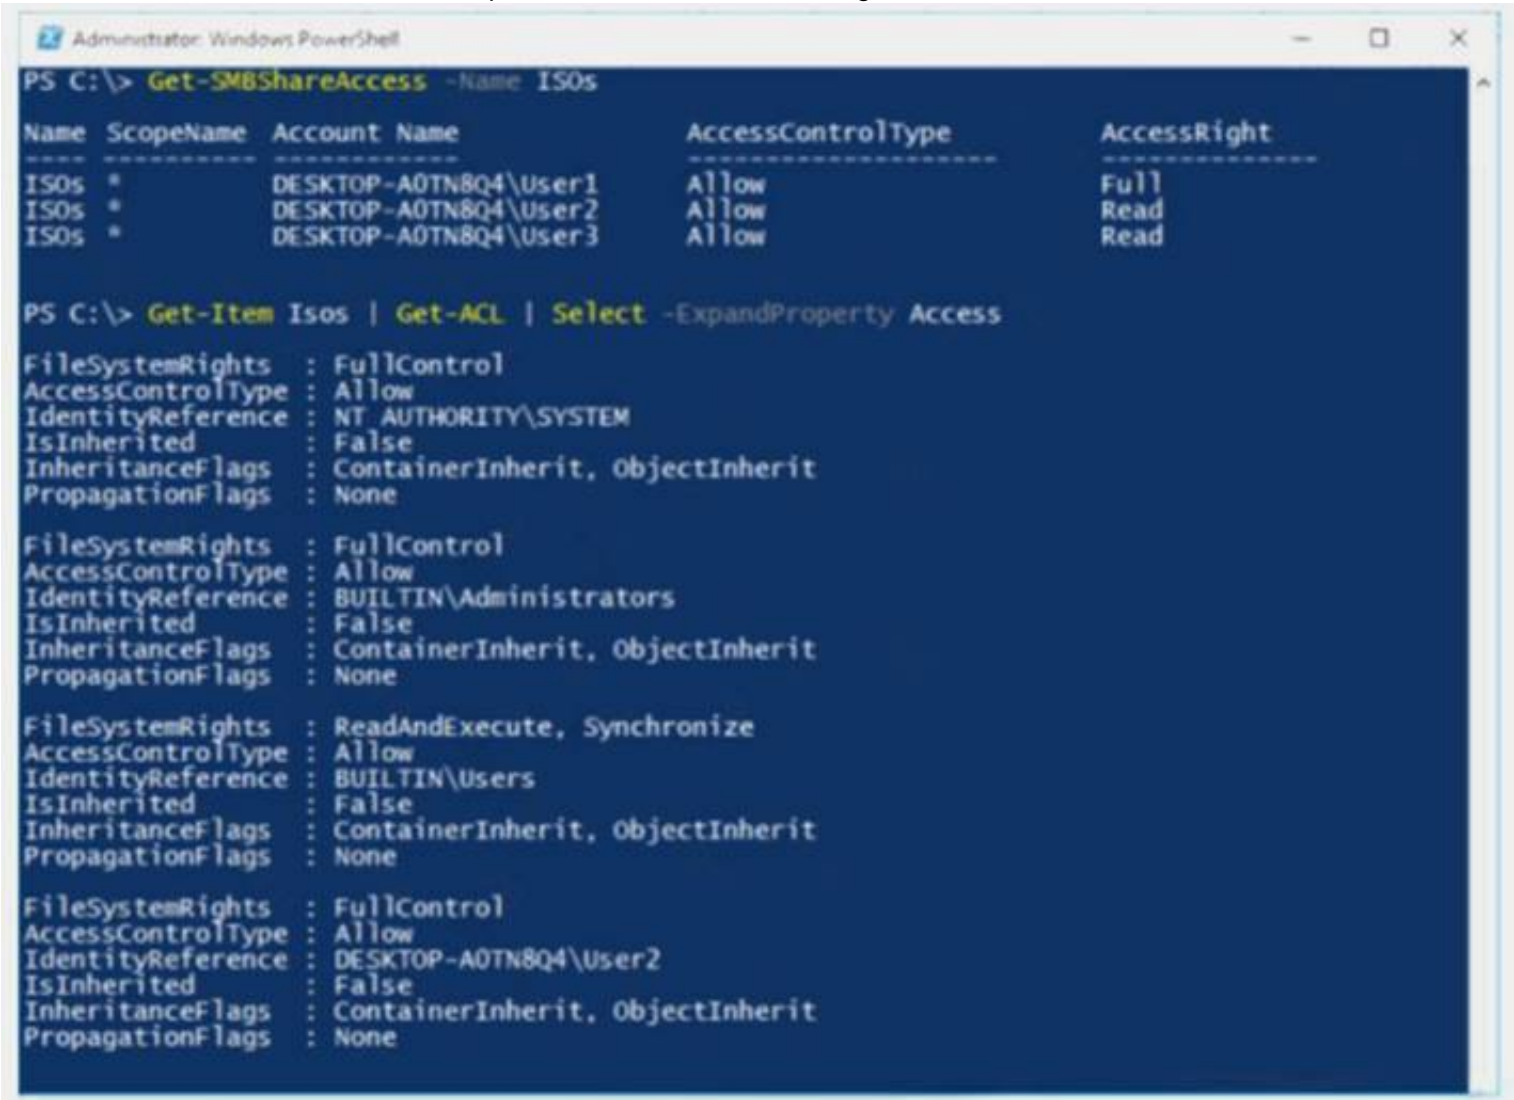 Administrator: Windows PowerShell
PS C:\> Get-SMBShareAccess -Name ISOs
Name ScopeName Account Name AccessControlType AccessRight
---- --------- ------------ ----------------- -----------
ISOs * DESKTOP-A0TN8Q4\User1 Allow Full
ISOs * DESKTOP-A0TN8Q4\User2 Allow Read
ISOs * DESKTOP-A0TN8Q4\User3 Allow Read
PS C:\> Get-Item Isos | Get-ACL | Select -ExpandProperty Access
FileSystemRights : FullControl
AccessControlType : Allow
IdentityReference : NT AUTHORITY\SYSTEM
IsInherited : False
InheritanceFlags : ContainerInherit, ObjectInherit
PropagationFlags : None
FileSystemRights : FullControl
AccessControlType : Allow
IdentityReference : BUILTIN\Administrators
IsInherited : False
InheritanceFlags : ContainerInherit, ObjectInherit
PropagationFlags : None
FileSystemRights : ReadAndExecute, Synchronize
AccessControlType : Allow
IdentityReference : BUILTIN\Users
IsInherited : False
InheritanceFlags : ContainerInherit, ObjectInherit
PropagationFlags : None
FileSystemRights : FullControl
AccessControlType : Allow
IdentityReference : DESKTOP-A0TN8Q4\User2
IsInherited : False
InheritanceFlags : ContainerInherit, ObjectInherit
PropagationFlags : None